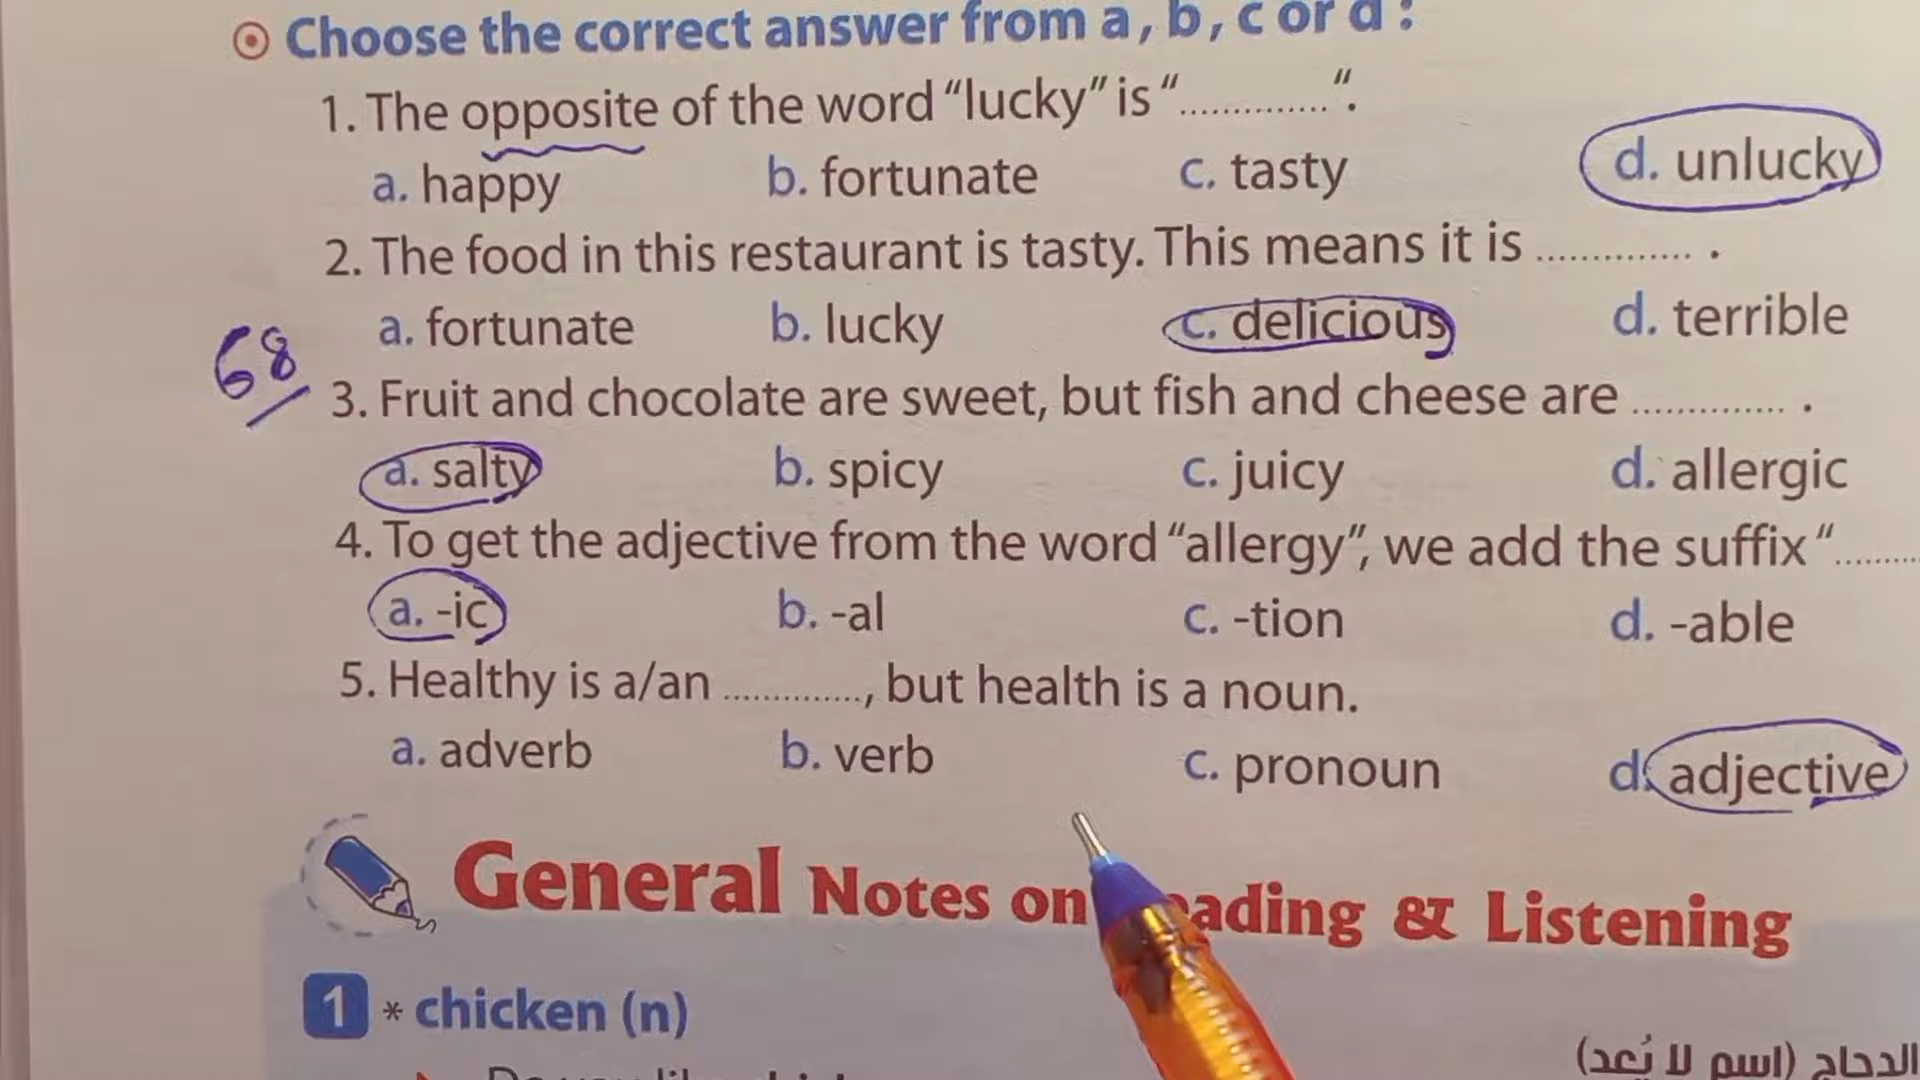 Choose the correct answer from a, b, c or d :
1. The opposite of the word “lucky” is “..............“.
a. happy b. fortunate c. tasty d. unlucky
2. The food in this restaurant is tasty. This means it is .............. .
a. fortunate b. lucky c. delicious d. terrible
68
3. Fruit and chocolate are sweet, but fish and cheese are .............. .
a. salty b. spicy c. juicy d. allergic
4. To get the adjective from the word “allergy”, we add the suffix “........
a. -ic b. -al c. -tion d. -able
5. Healthy is a/an .............., but health is a noun.
a. adverb b. verb c. pronoun d. adjective
General Notes on & Listening
1 * chicken (n)
الدجاج (اسم لا يُعد)